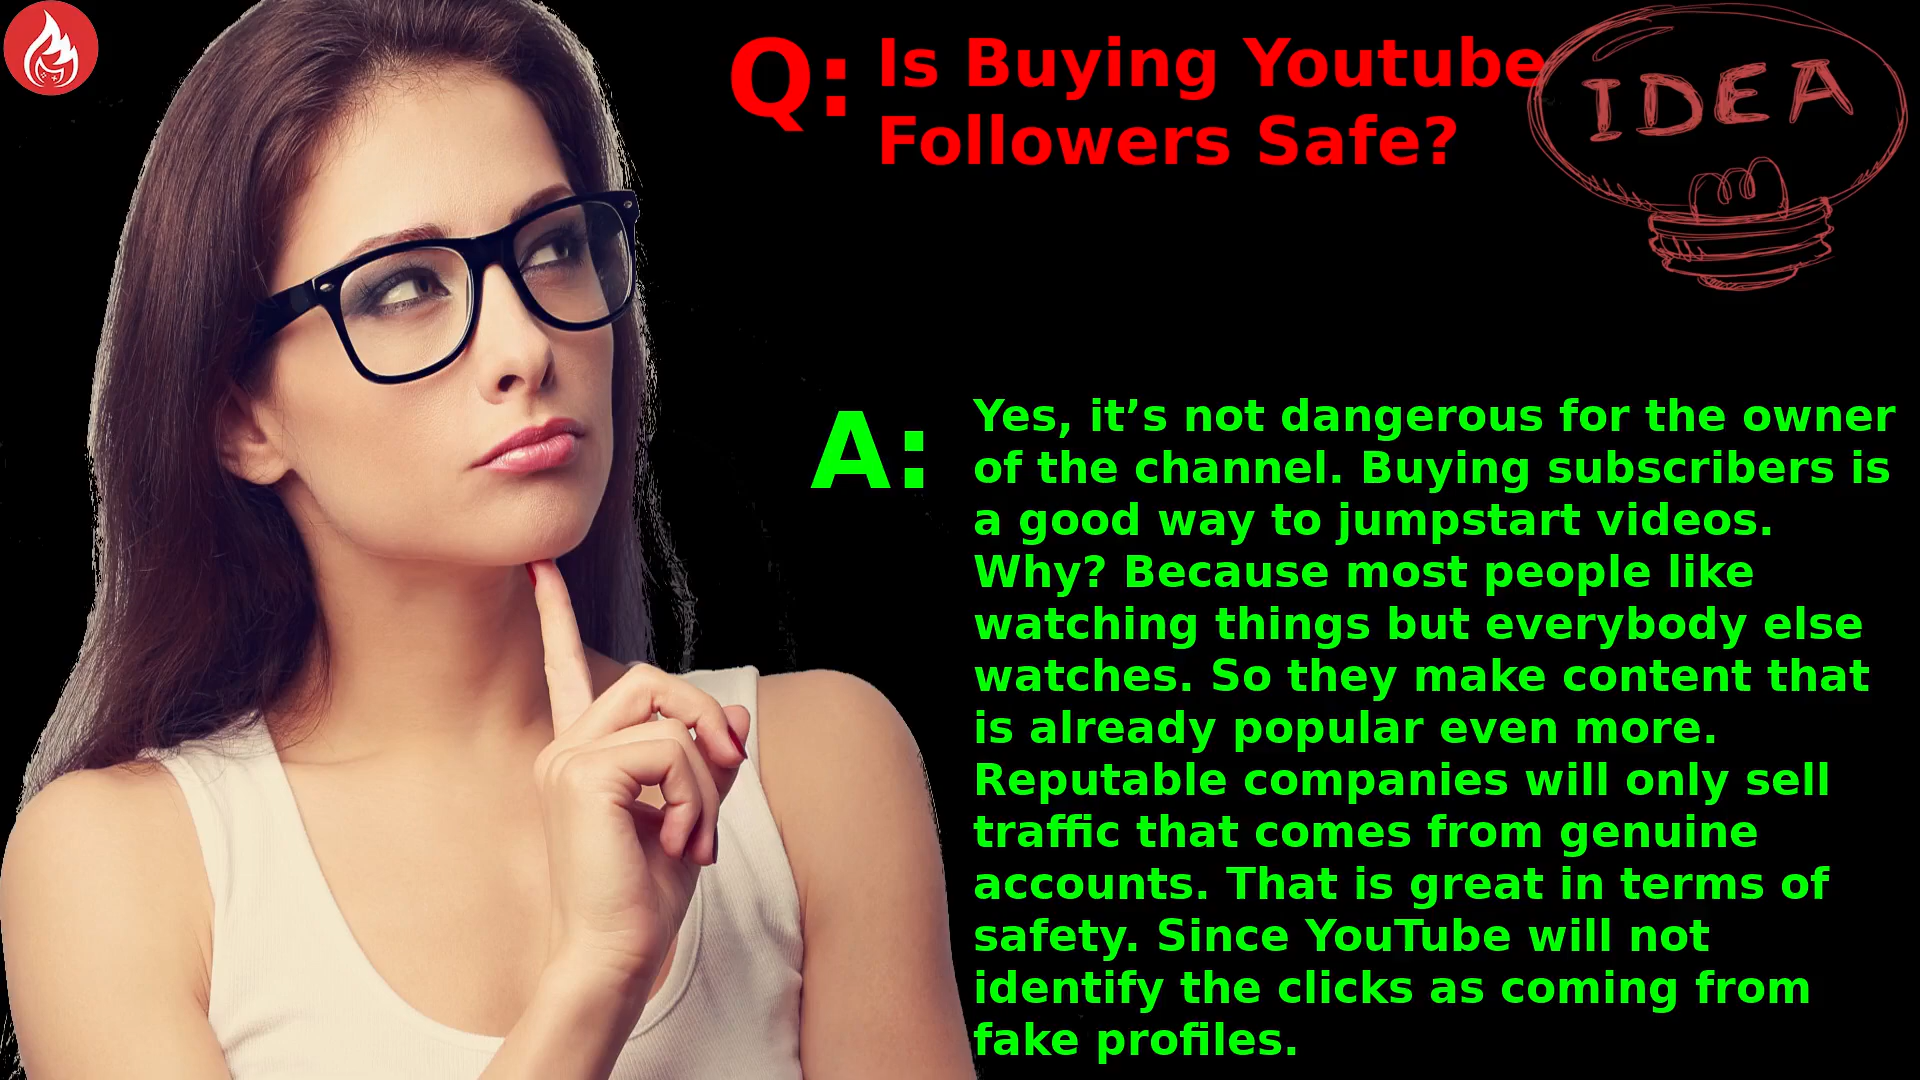 Q: Is Buying Youtube
Followers Safe?
IDEA
A: Yes, it’s not dangerous for the owner
of the channel. Buying subscribers is
a good way to jumpstart videos.
Why? Because most people like
watching things but everybody else
watches. So they make content that
is already popular even more.
Reputable companies will only sell
traffic that comes from genuine
accounts. That is great in terms of
safety. Since YouTube will not
identify the clicks as coming from
fake profiles.